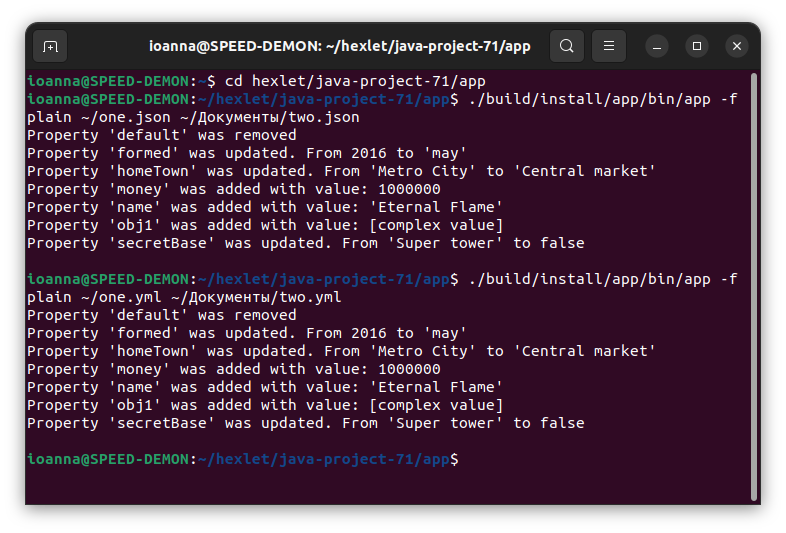 ioanna@SPEED-DEMON: ~/hexlet/java-project-71/app
ioanna@SPEED-DEMON:~$ cd hexlet/java-project-71/app
ioanna@SPEED-DEMON:~/hexlet/java-project-71/app$ ./build/install/app/bin/app -f
plain ~/one.json ~/Документы/two.json
Property 'default' was removed
Property 'formed' was updated. From 2016 to 'may'
Property 'homeTown' was updated. From 'Metro City' to 'Central market'
Property 'money' was added with value: 1000000
Property 'name' was added with value: 'Eternal Flame'
Property 'obj1' was added with value: [complex value]
Property 'secretBase' was updated. From 'Super tower' to false
ioanna@SPEED-DEMON:~/hexlet/java-project-71/app$ ./build/install/app/bin/app -f
plain ~/one.yml ~/Документы/two.yml
Property 'default' was removed
Property 'formed' was updated. From 2016 to 'may'
Property 'homeTown' was updated. From 'Metro City' to 'Central market'
Property 'money' was added with value: 1000000
Property 'name' was added with value: 'Eternal Flame'
Property 'obj1' was added with value: [complex value]
Property 'secretBase' was updated. From 'Super tower' to false
ioanna@SPEED-DEMON:~/hexlet/java-project-71/app$